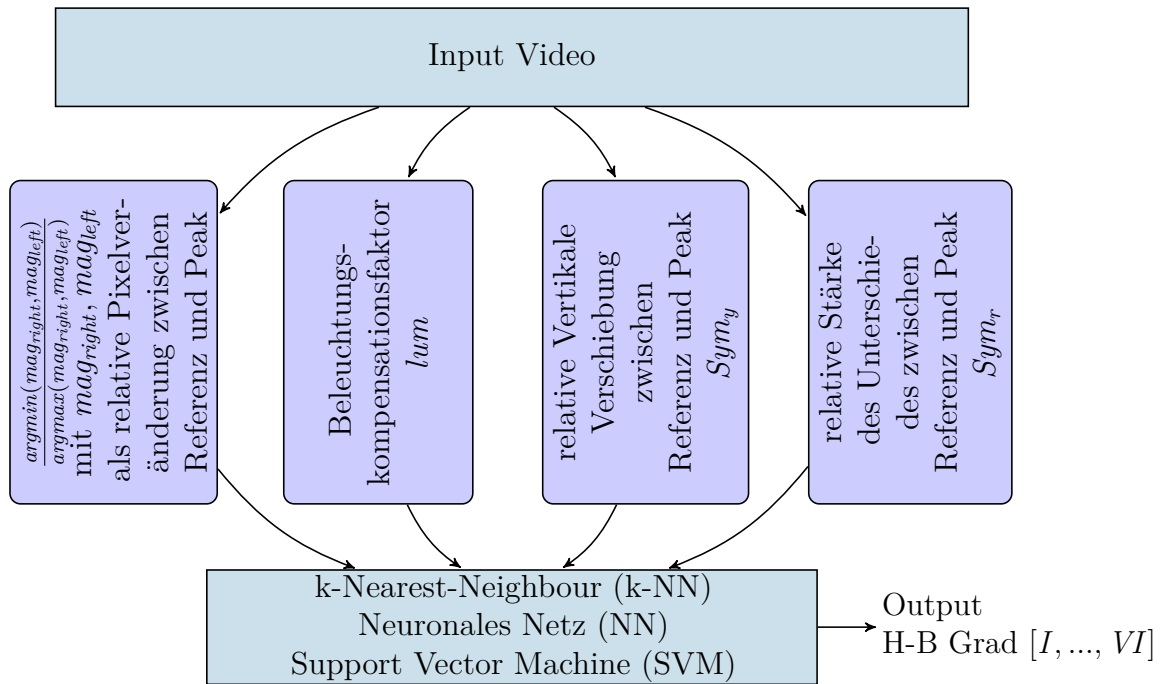 Input Video
argmin(mag_right,mag_left)
argmax(mag_right,mag_left)
mit mag_right, mag_left
als relative Pixelver-
änderung zwischen
Referenz und Peak
Beleuchtungs-
kompensationsfaktor
lum
relative Vertikale
Verschiebung
zwischen
Referenz und Peak
Sym_y
relative Stärke
des Unterschie-
des zwischen
Referenz und Peak
Sym_r
k-Nearest-Neighbour (k-NN)
Neuronales Netz (NN)
Support Vector Machine (SVM)
Output
H-B Grad [I, ..., VI]